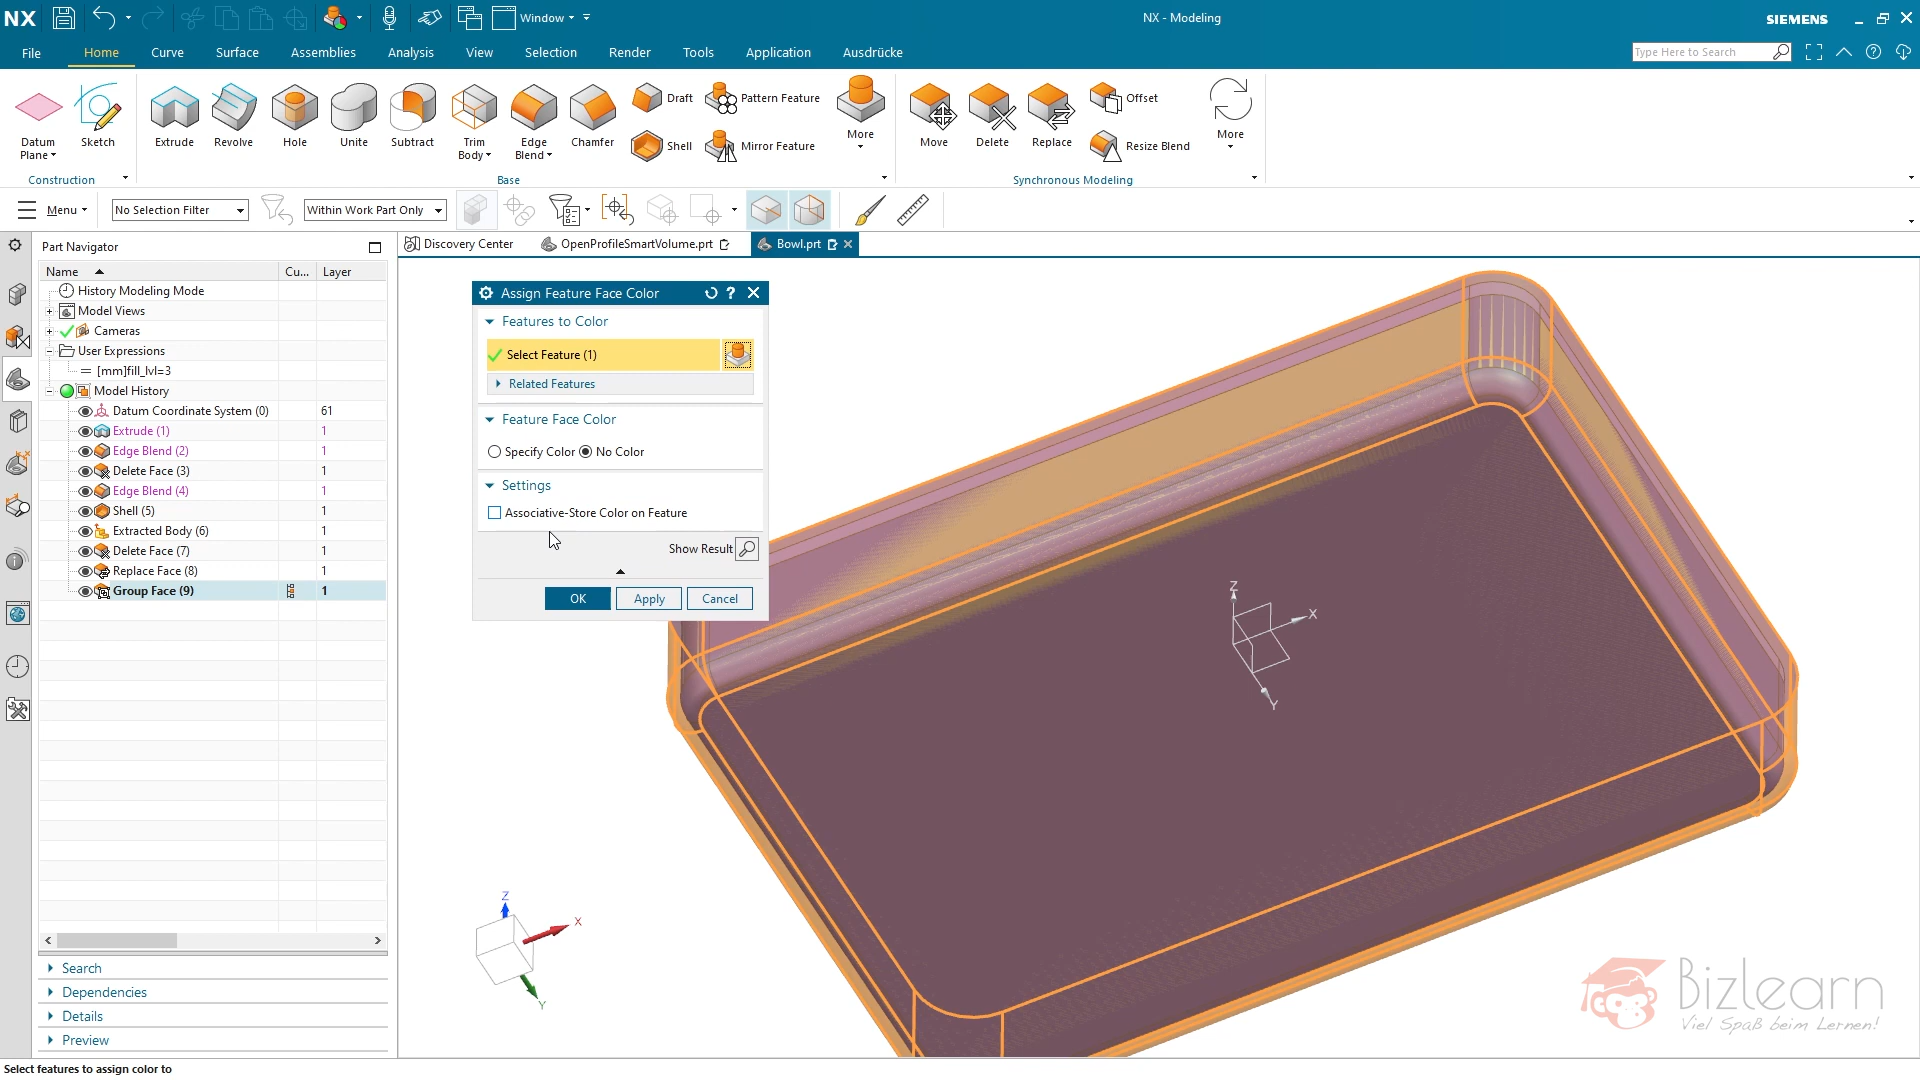 NX
Window
NX - Modeling
SIEMENS
File
Home
Curve
Surface
Assemblies
Analysis
View
Selection
Render
Tools
Application
Ausdrücke
Type Here to Search
Datum Plane
Sketch
Extrude
Revolve
Hole
Unite
Subtract
Trim Body
Edge Blend
Chamfer
Draft
Shell
Pattern Feature
Mirror Feature
More
Move
Delete
Replace
Offset
Resize Blend
More
Construction
Base
Synchronous Modeling
Menu
No Selection Filter
Within Work Part Only
Part Navigator
Discovery Center
OpenProfileSmartVolume.prt
Bowl.prt
Name
Cu...
Layer
History Modeling Mode
Model Views
Cameras
User Expressions
[mm]fill_lvl=3
Model History
Datum Coordinate System (0) 61
Extrude (1) 1
Edge Blend (2) 1
Delete Face (3) 1
Edge Blend (4) 1
Shell (5) 1
Extracted Body (6) 1
Delete Face (7) 1
Replace Face (8) 1
Group Face (9) 1
Search
Dependencies
Details
Preview
Assign Feature Face Color
Features to Color
Select Feature (1)
Related Features
Feature Face Color
Specify Color
No Color
Settings
Associative-Store Color on Feature
Show Result
OK
Apply
Cancel
Z
X
Y
Z
X
Y
Bizlearn
Viel Spaß beim Lernen!
Select features to assign color to